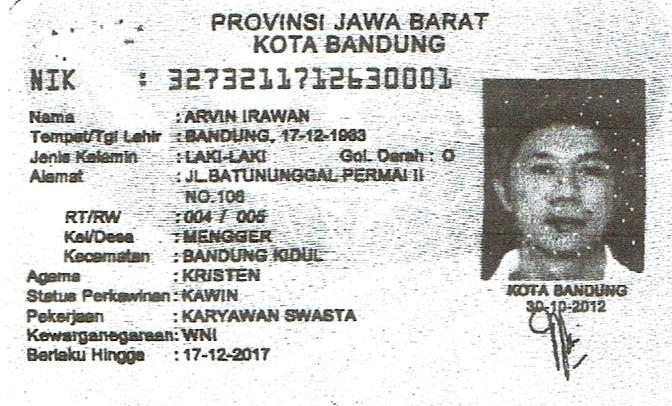 PROVINSI JAWA BARAT
KOTA BANDUNG
NIK : 3273211712630001
Nama : ARVIN IRAWAN
Tempat/Tgl Lahir : BANDUNG, 17-12-1963
Jenis Kelamin : LAKI-LAKI Gol. Darah : O
Alamat : JL.BATUNUNGGAL PERMAI II
NO.106
RT/RW : 004 / 005
Kel/Desa : MENGGER
Kecamatan : BANDUNG KIDUL
Agama : KRISTEN
Status Perkawinan : KAWIN
Pekerjaan : KARYAWAN SWASTA
Kewarganegaraan: WNI
Berlaku Hingga : 17-12-2017
KOTA BANDUNG
30-10-2012